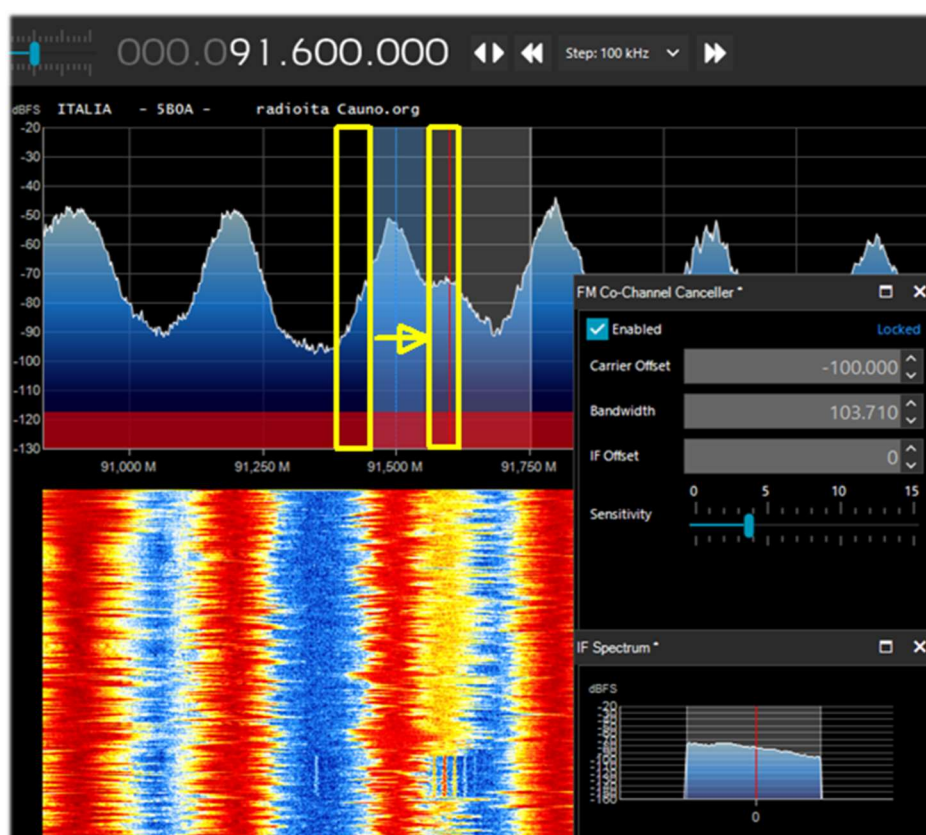 000.091.600.000 Step: 100 kHz
dBFS ITALIA - 5B0A - radioita Cauno.org
-20
-30
-40
-50
-60
-70
-80
-90
-100
-110
-120
-130
91,000 M 91,250 M 91,500 M 91,750 M
FM Co-Channel Canceller *
Enabled Locked
Carrier Offset -100.000
Bandwidth 103.710
IF Offset 0
0 5 10 15
Sensitivity
IF Spectrum *
dBFS
0